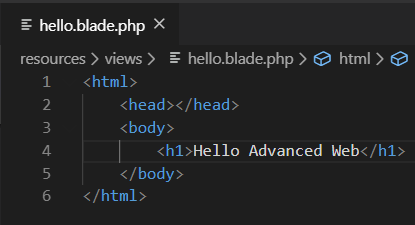 hello.blade.php
resources > views > hello.blade.php > html >
1 <html>
2     <head></head>
3     <body>
4         <h1>Hello Advanced Web</h1>
5     </body>
6 </html>